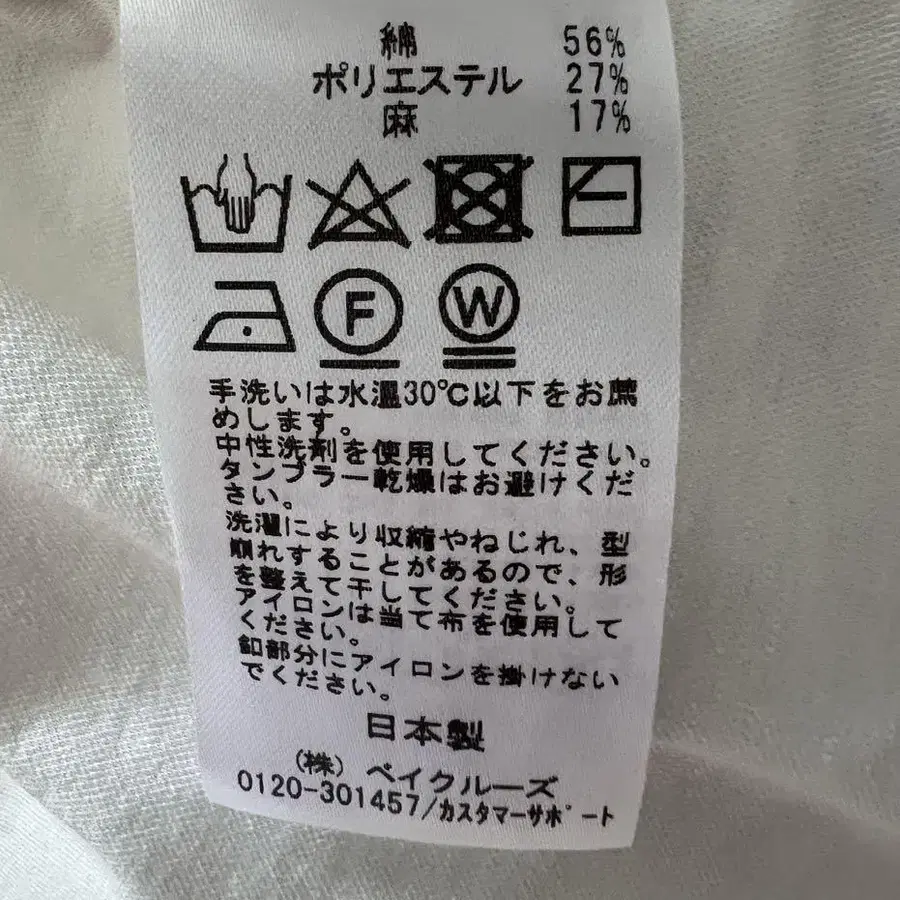 綿 56%
ポリエステル 27%
麻 17%
F W
手洗いは水温30℃以下をお薦
めします。
中性洗剤を使用してください。
タンブラー乾燥はお避けくだ
さい。
洗濯により収縮やねじれ、型
崩れすることがあるので、形
を整えて干してください。
アイロンは当て布を使用して
ください。
釦部分にアイロンを掛けない
でください。
日本製
(株) ベイクルーズ
0120-301457/カスタマーサポート